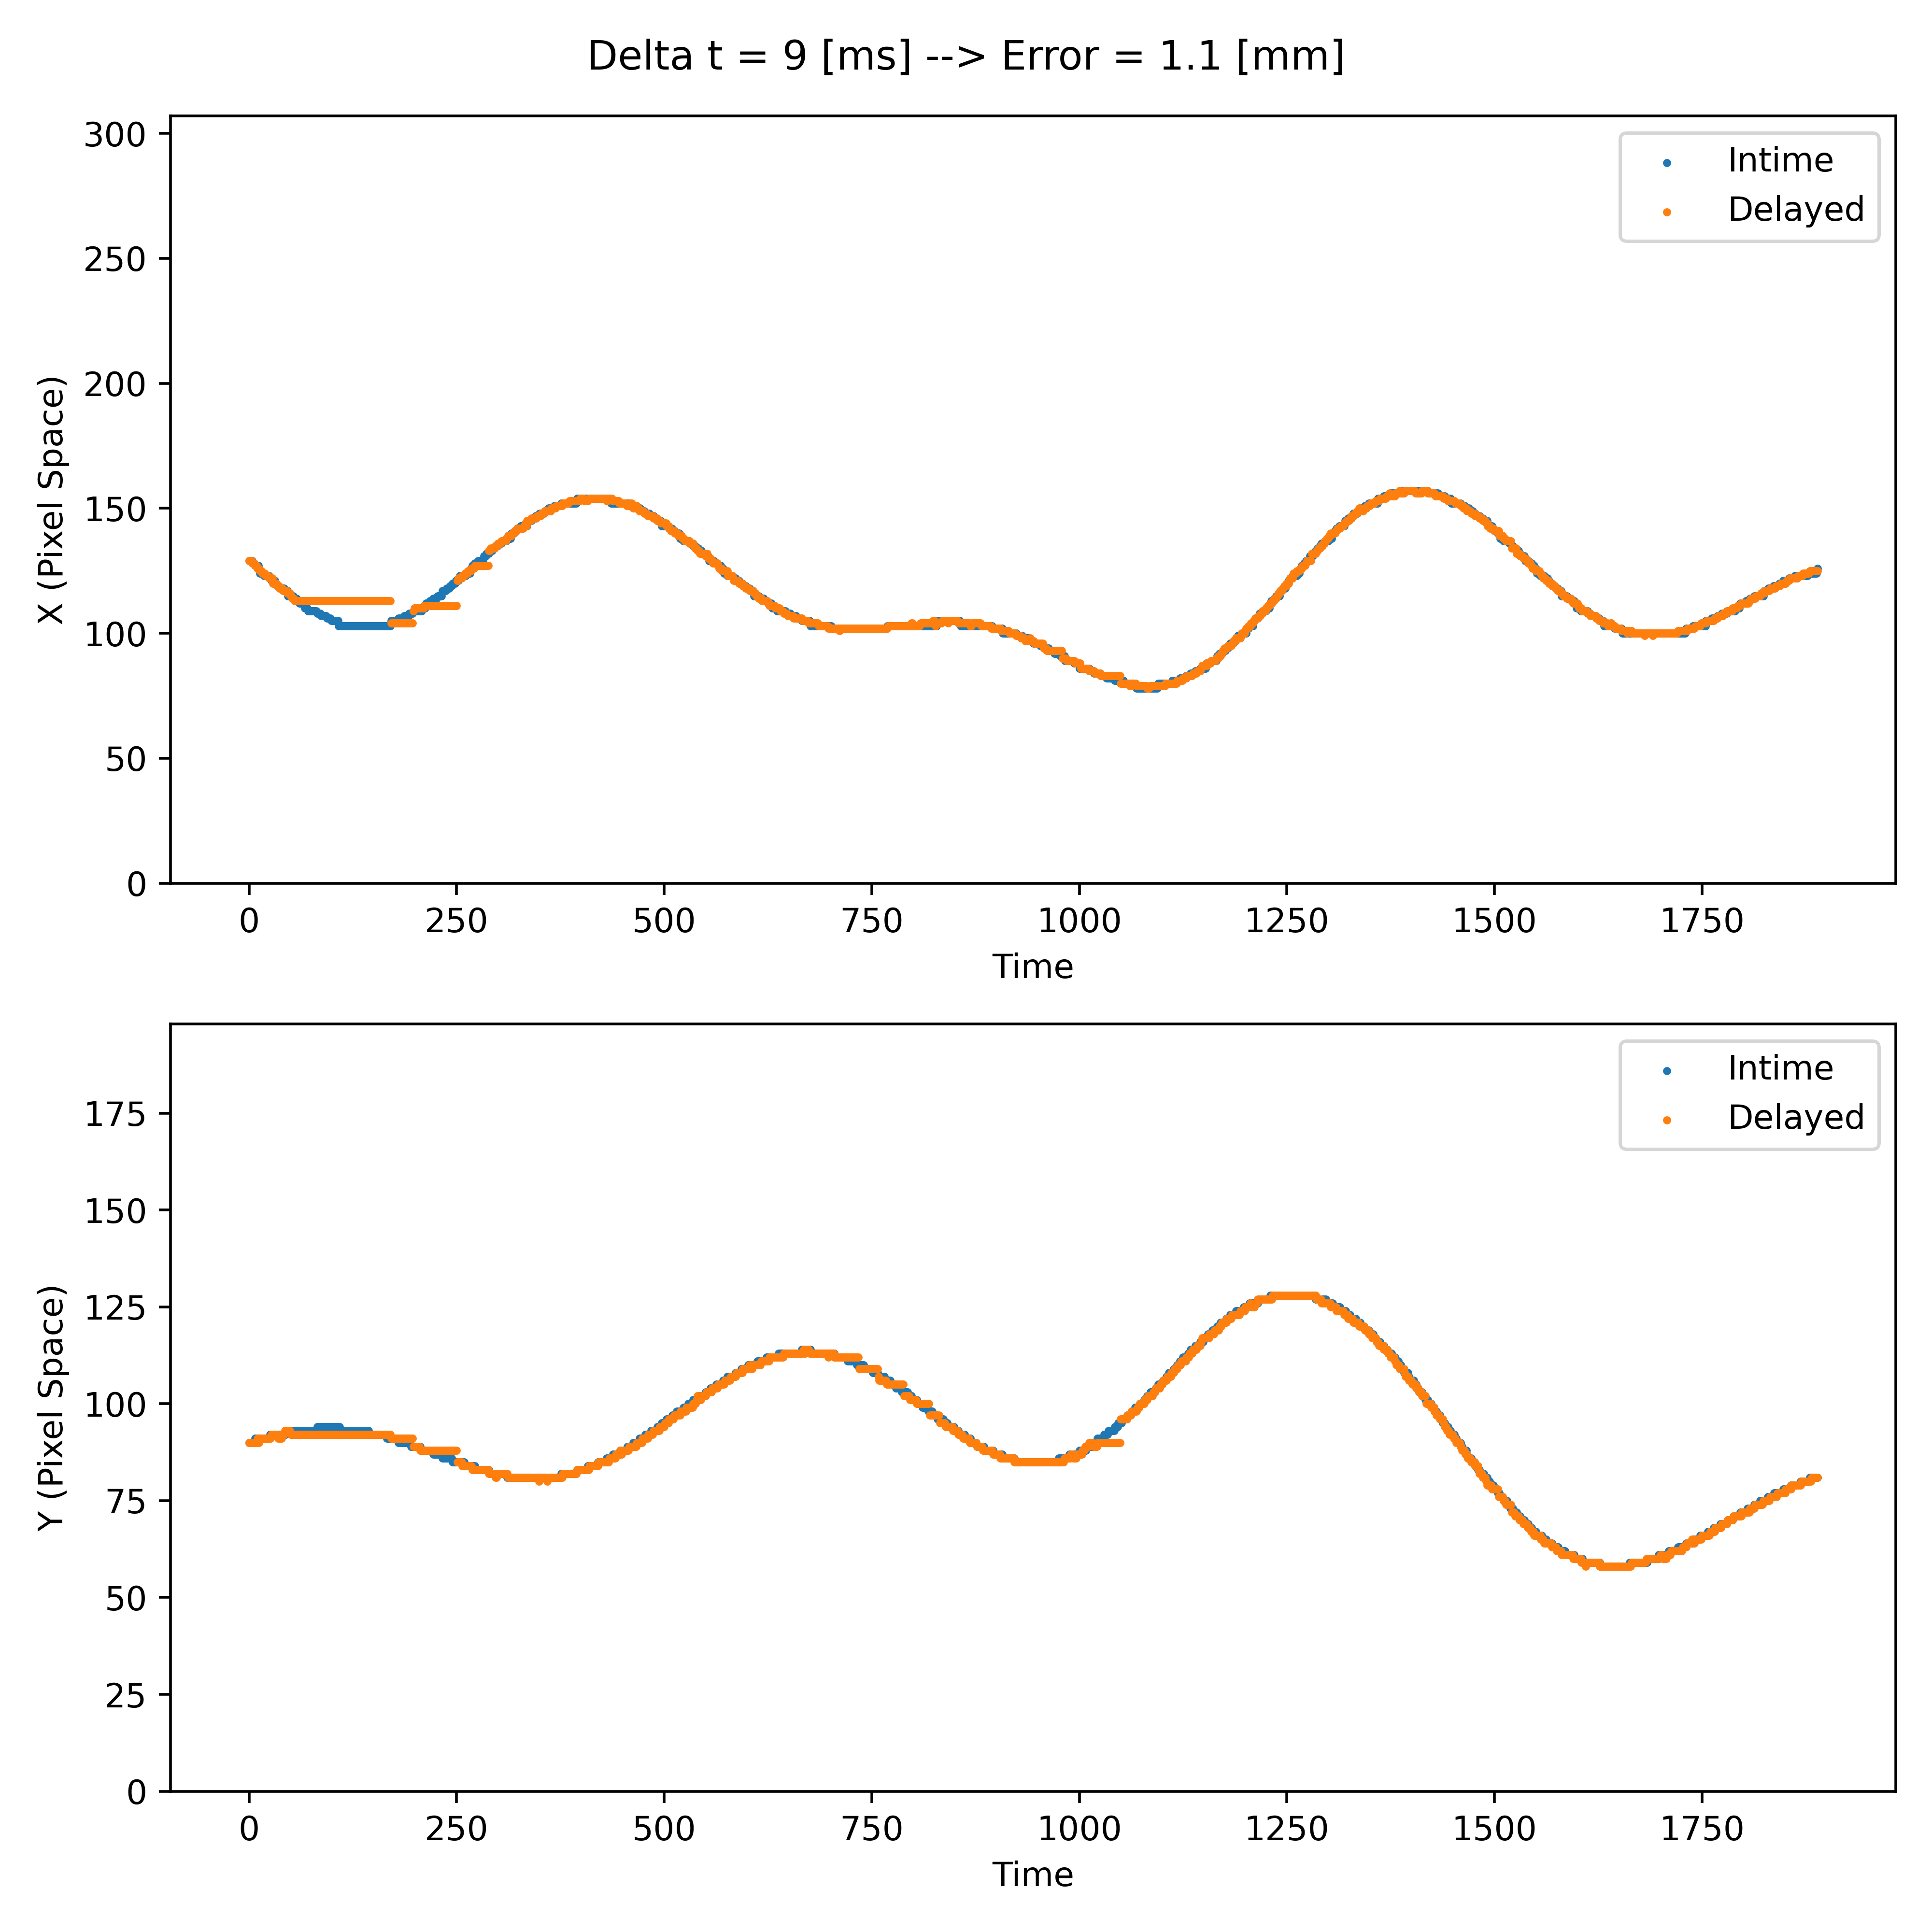 Delta t = 9 [ms] --> Error = 1.1 [mm]
300
250
200
150
100
50
0
X (Pixel Space)
Intime
Delayed
0 250 500 750 1000 1250 1500 1750
Time
175
150
125
100
75
50
25
0
Y (Pixel Space)
Intime
Delayed
0 250 500 750 1000 1250 1500 1750
Time